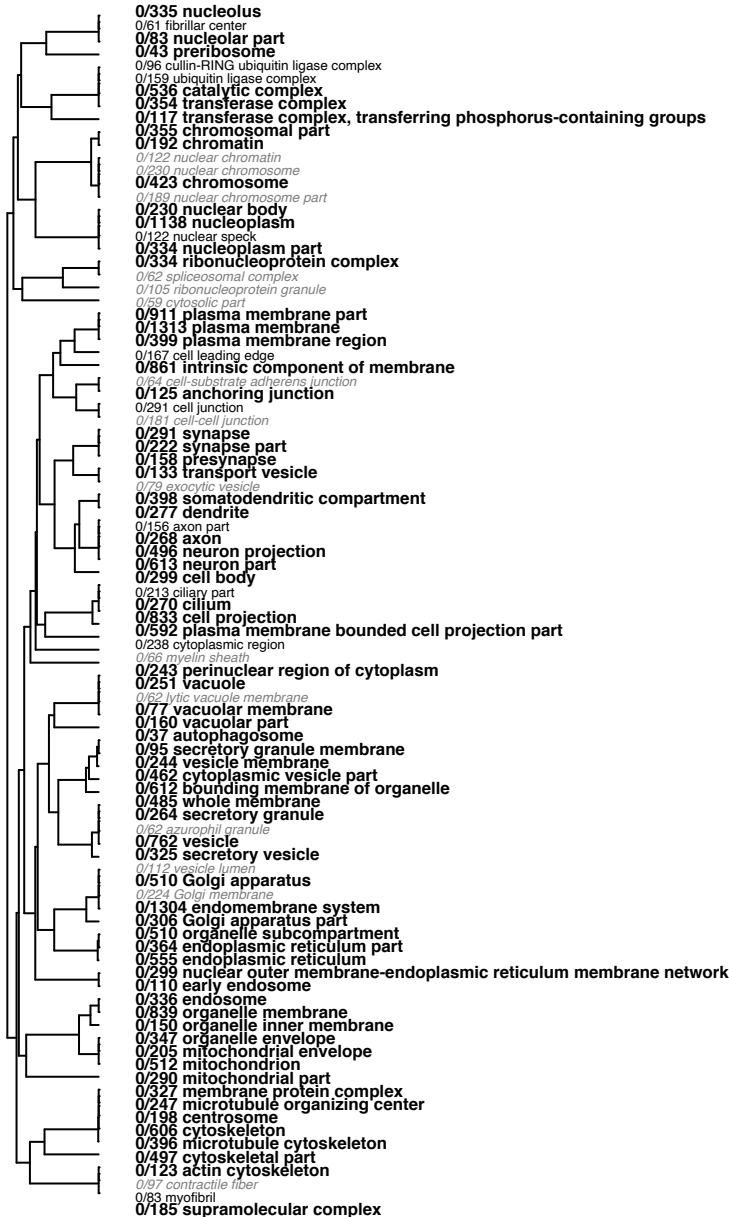 0/335 nucleolus
0/61 fibrillar center
0/83 nucleolar part
0/43 preribosome
0/96 cullin-RING ubiquitin ligase complex
0/159 ubiquitin ligase complex
0/536 catalytic complex
0/354 transferase complex
0/117 transferase complex, transferring phosphorus-containing groups
0/355 chromosomal part
0/192 chromatin
0/122 nuclear chromatin
0/230 nuclear chromosome
0/423 chromosome
0/189 nuclear chromosome part
0/230 nuclear body
0/1138 nucleoplasm
0/122 nuclear speck
0/334 nucleoplasm part
0/334 ribonucleoprotein complex
0/62 spliceosomal complex
0/105 ribonucleoprotein granule
0/59 cytosolic part
0/911 plasma membrane part
0/1313 plasma membrane
0/399 plasma membrane region
0/167 cell leading edge
0/861 intrinsic component of membrane
0/64 cell-substrate adherens junction
0/125 anchoring junction
0/291 cell junction
0/181 cell-cell junction
0/291 synapse
0/222 synapse part
0/158 presynapse
0/133 transport vesicle
0/79 exocytic vesicle
0/398 somatodendritic compartment
0/277 dendrite
0/156 axon part
0/268 axon
0/496 neuron projection
0/613 neuron part
0/299 cell body
0/213 ciliary part
0/270 cilium
0/833 cell projection
0/592 plasma membrane bounded cell projection part
0/238 cytoplasmic region
0/66 myelin sheath
0/243 perinuclear region of cytoplasm
0/251 vacuole
0/62 lytic vacuole membrane
0/77 vacuolar membrane
0/160 vacuolar part
0/37 autophagosome
0/95 secretory granule membrane
0/244 vesicle membrane
0/462 cytoplasmic vesicle part
0/612 bounding membrane of organelle
0/485 whole membrane
0/264 secretory granule
0/62 azurophil granule
0/762 vesicle
0/325 secretory vesicle
0/112 vesicle lumen
0/510 Golgi apparatus
0/224 Golgi membrane
0/1304 endomembrane system
0/306 Golgi apparatus part
0/510 organelle subcompartment
0/364 endoplasmic reticulum part
0/555 endoplasmic reticulum
0/299 nuclear outer membrane-endoplasmic reticulum membrane network
0/110 early endosome
0/336 endosome
0/839 organelle membrane
0/150 organelle inner membrane
0/347 organelle envelope
0/205 mitochondrial envelope
0/512 mitochondrion
0/290 mitochondrial part
0/327 membrane protein complex
0/247 microtubule organizing center
0/198 centrosome
0/606 cytoskeleton
0/396 microtubule cytoskeleton
0/497 cytoskeletal part
0/123 actin cytoskeleton
0/97 contractile fiber
0/83 myofibril
0/185 supramolecular complex